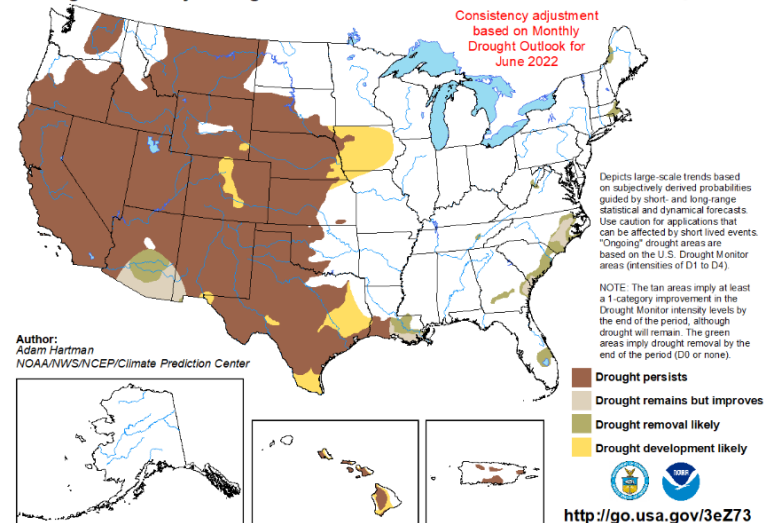 Consistency adjustment
based on Monthly
Drought Outlook for
June 2022
Depicts large-scale trends based
on subjectively derived probabilities
guided by short- and long-range
statistical and dynamical forecasts.
Use caution for applications that
can be affected by short lived events.
"Ongoing" drought areas are
based on the U.S. Drought Monitor
areas (intensities of D1 to D4).
NOTE: The tan areas imply at least
a 1-category improvement in the
Drought Monitor intensity levels by
the end of the period, although
drought will remain. The green
areas imply drought removal by the
end of the period (D0 or none).
Author:
Adam Hartman
NOAA/NWS/NCEP/Climate Prediction Center
Drought persists
Drought remains but improves
Drought removal likely
Drought development likely
NOAA
http://go.usa.gov/3eZ73